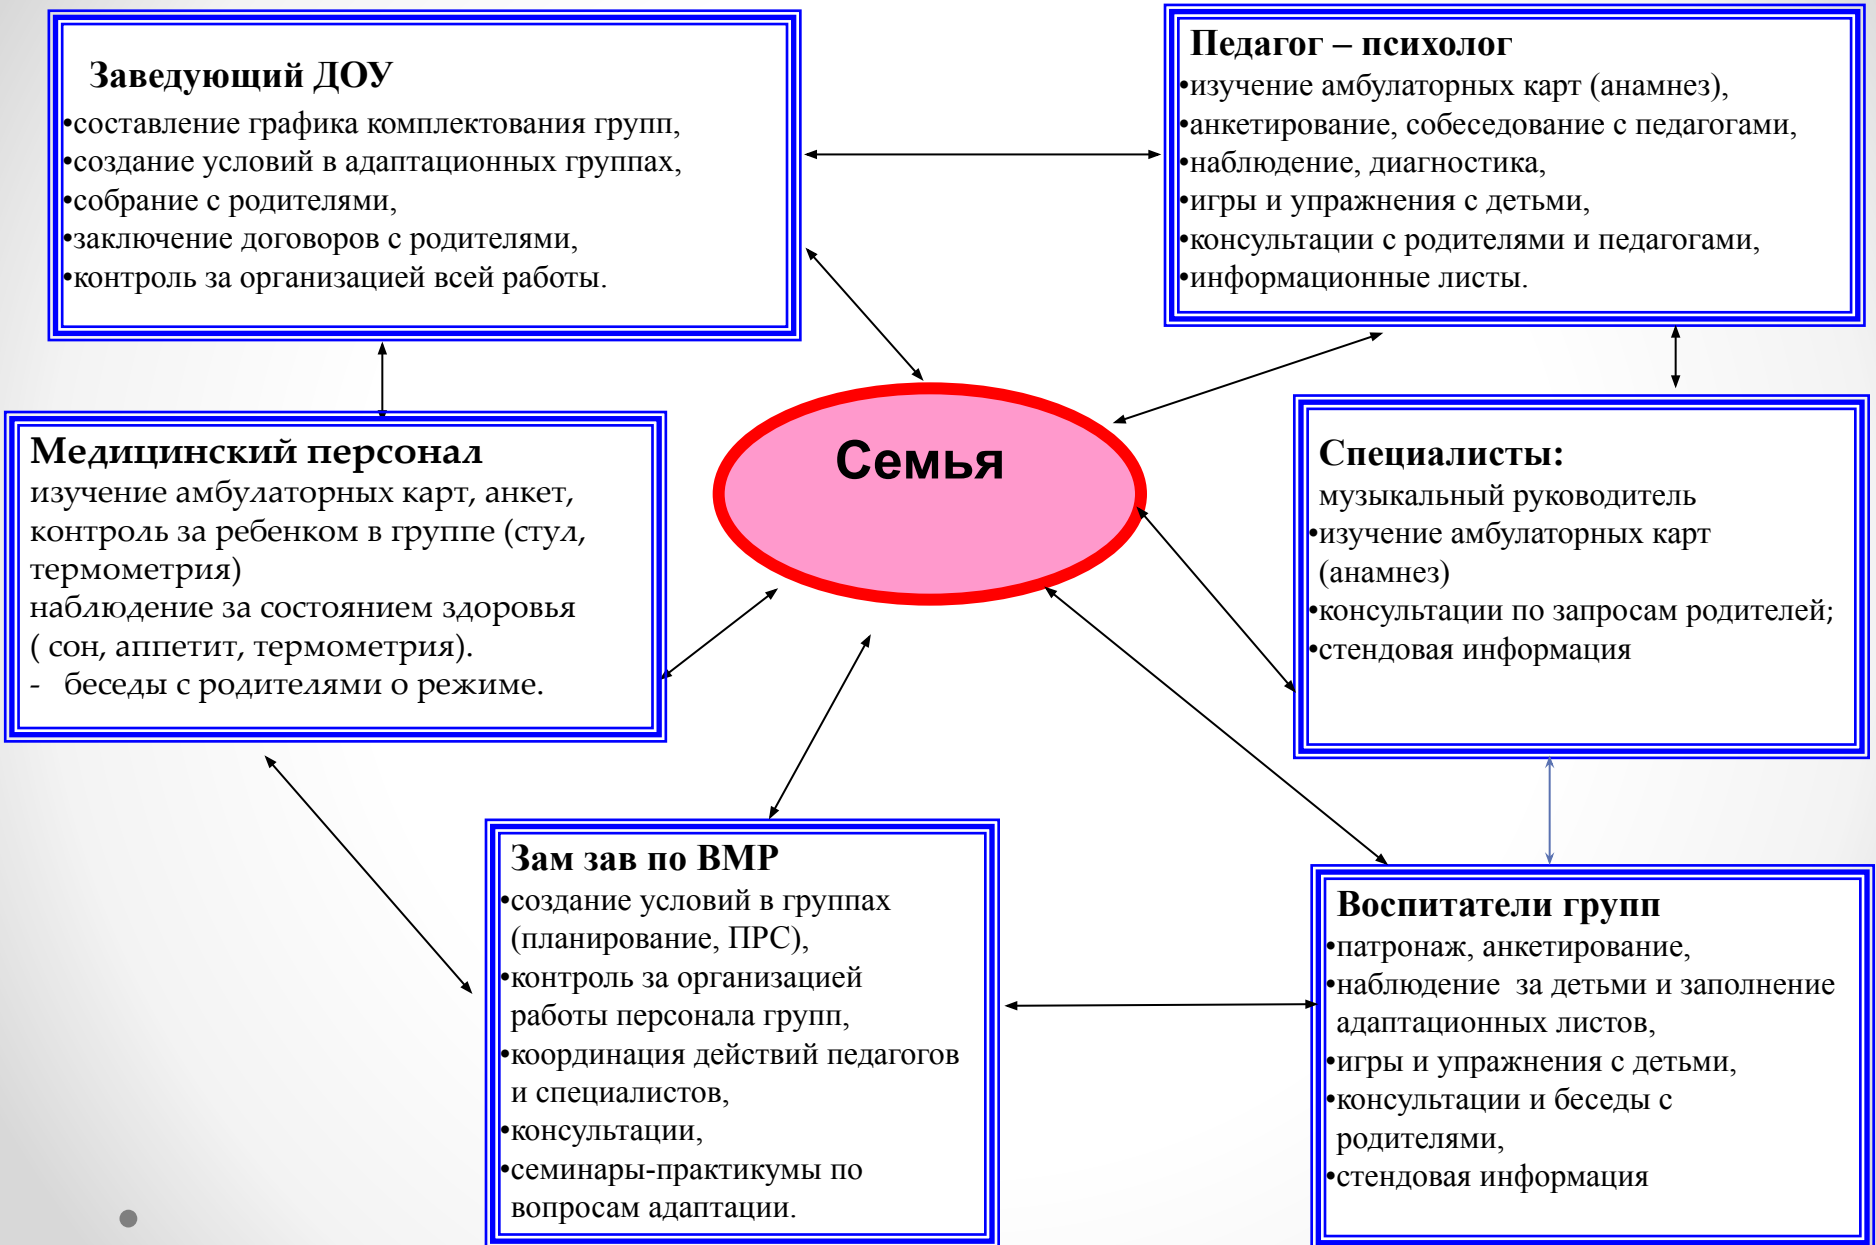 Заведующий ДОУ
•составление графика комплектования групп,
•создание условий в адаптационных группах,
•собрание с родителями,
•заключение договоров с родителями,
•контроль за организацией всей работы.
Педагог – психолог
•изучение амбулаторных карт (анамнез),
•анкетирование, собеседование с педагогами,
•наблюдение, диагностика,
•игры и упражнения с детьми,
•консультации с родителями и педагогами,
•информационные листы.
Медицинский персонал
изучение амбулаторных карт, анкет,
контроль за ребенком в группе (стул,
термометрия)
наблюдение за состоянием здоровья
( сон, аппетит, термометрия).
- беседы с родителями о режиме.
Семья
Специалисты:
музыкальный руководитель
•изучение амбулаторных карт
(анамнез)
•консультации по запросам родителей;
•стендовая информация
Зам зав по ВМР
•создание условий в группах
(планирование, ПРС),
•контроль за организацией
работы персонала групп,
•координация действий педагогов
и специалистов,
•консультации,
•семинары-практикумы по
вопросам адаптации.
Воспитатели групп
•патронаж, анкетирование,
•наблюдение за детьми и заполнение
адаптационных листов,
•игры и упражнения с детьми,
•консультации и беседы с
родителями,
•стендовая информация